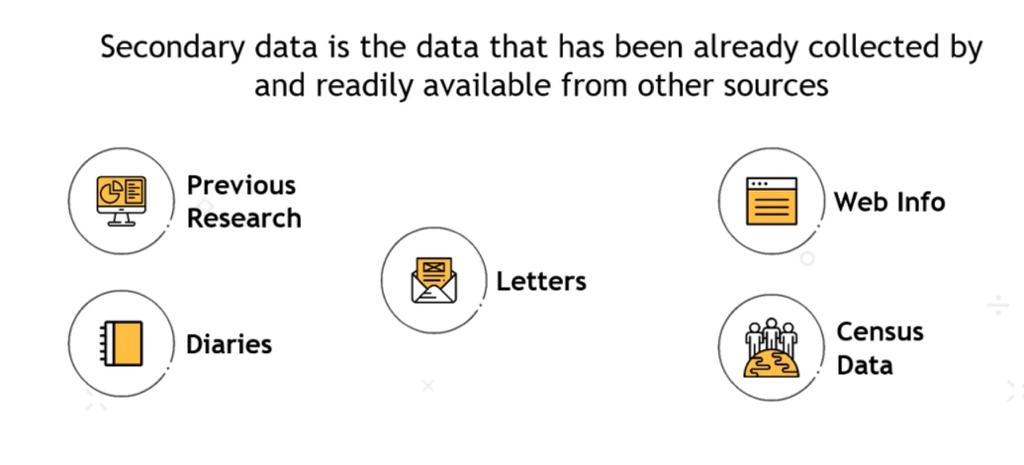 Secondary data is the data that has been already collected by
and readily available from other sources
Previous
Research
Diaries
Letters
Web Info
Census
Data